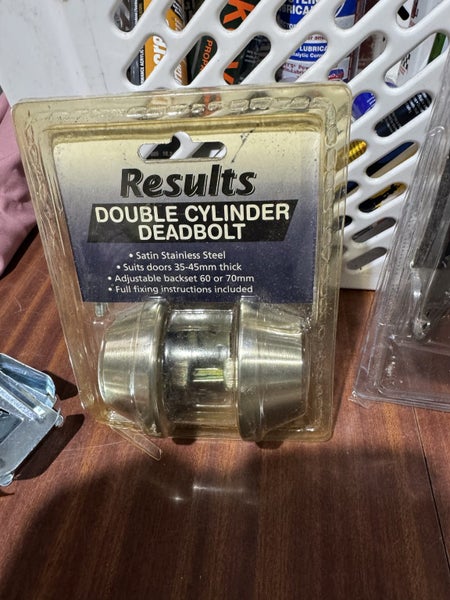 LUBRICA
Results
DOUBLE CYLINDER
DEADBOLT
• Satin Stainless Steel
• Suits doors 35-45mm thick
• Adjustable backset 60 or 70mm
• Full fixing instructions included